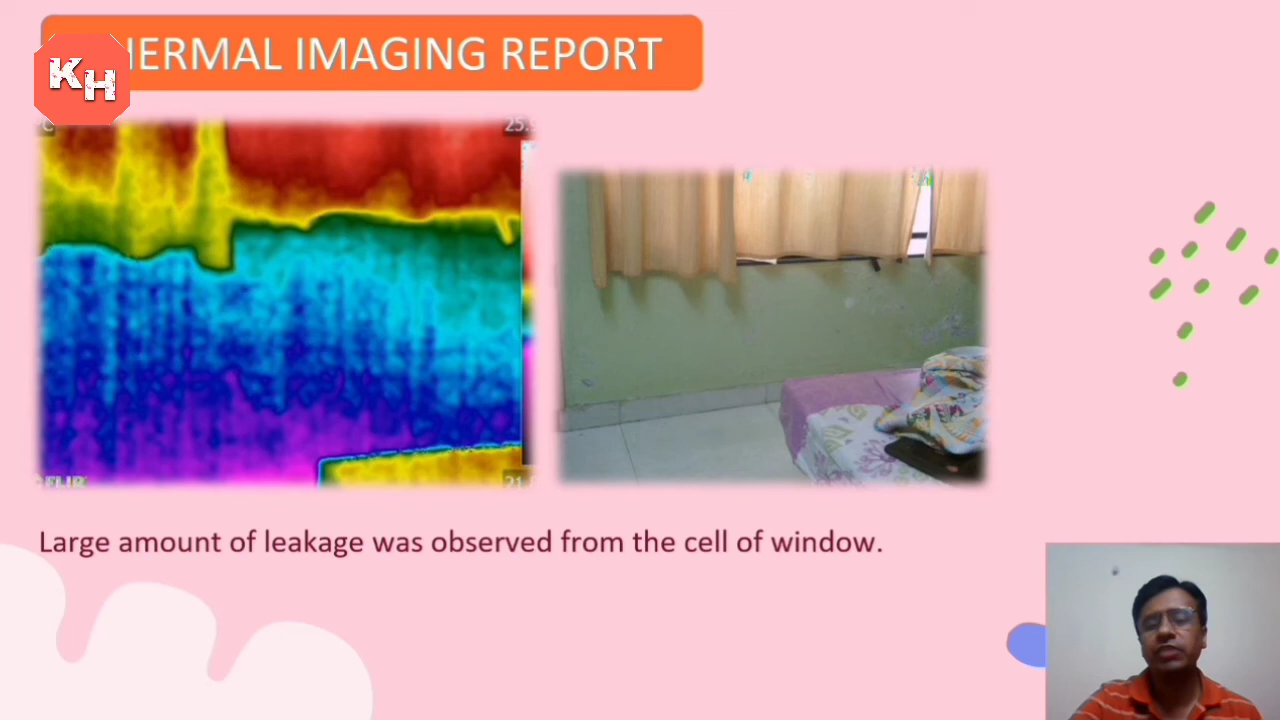 KH
HERMAL IMAGING REPORT
Large amount of leakage was observed from the cell of window.